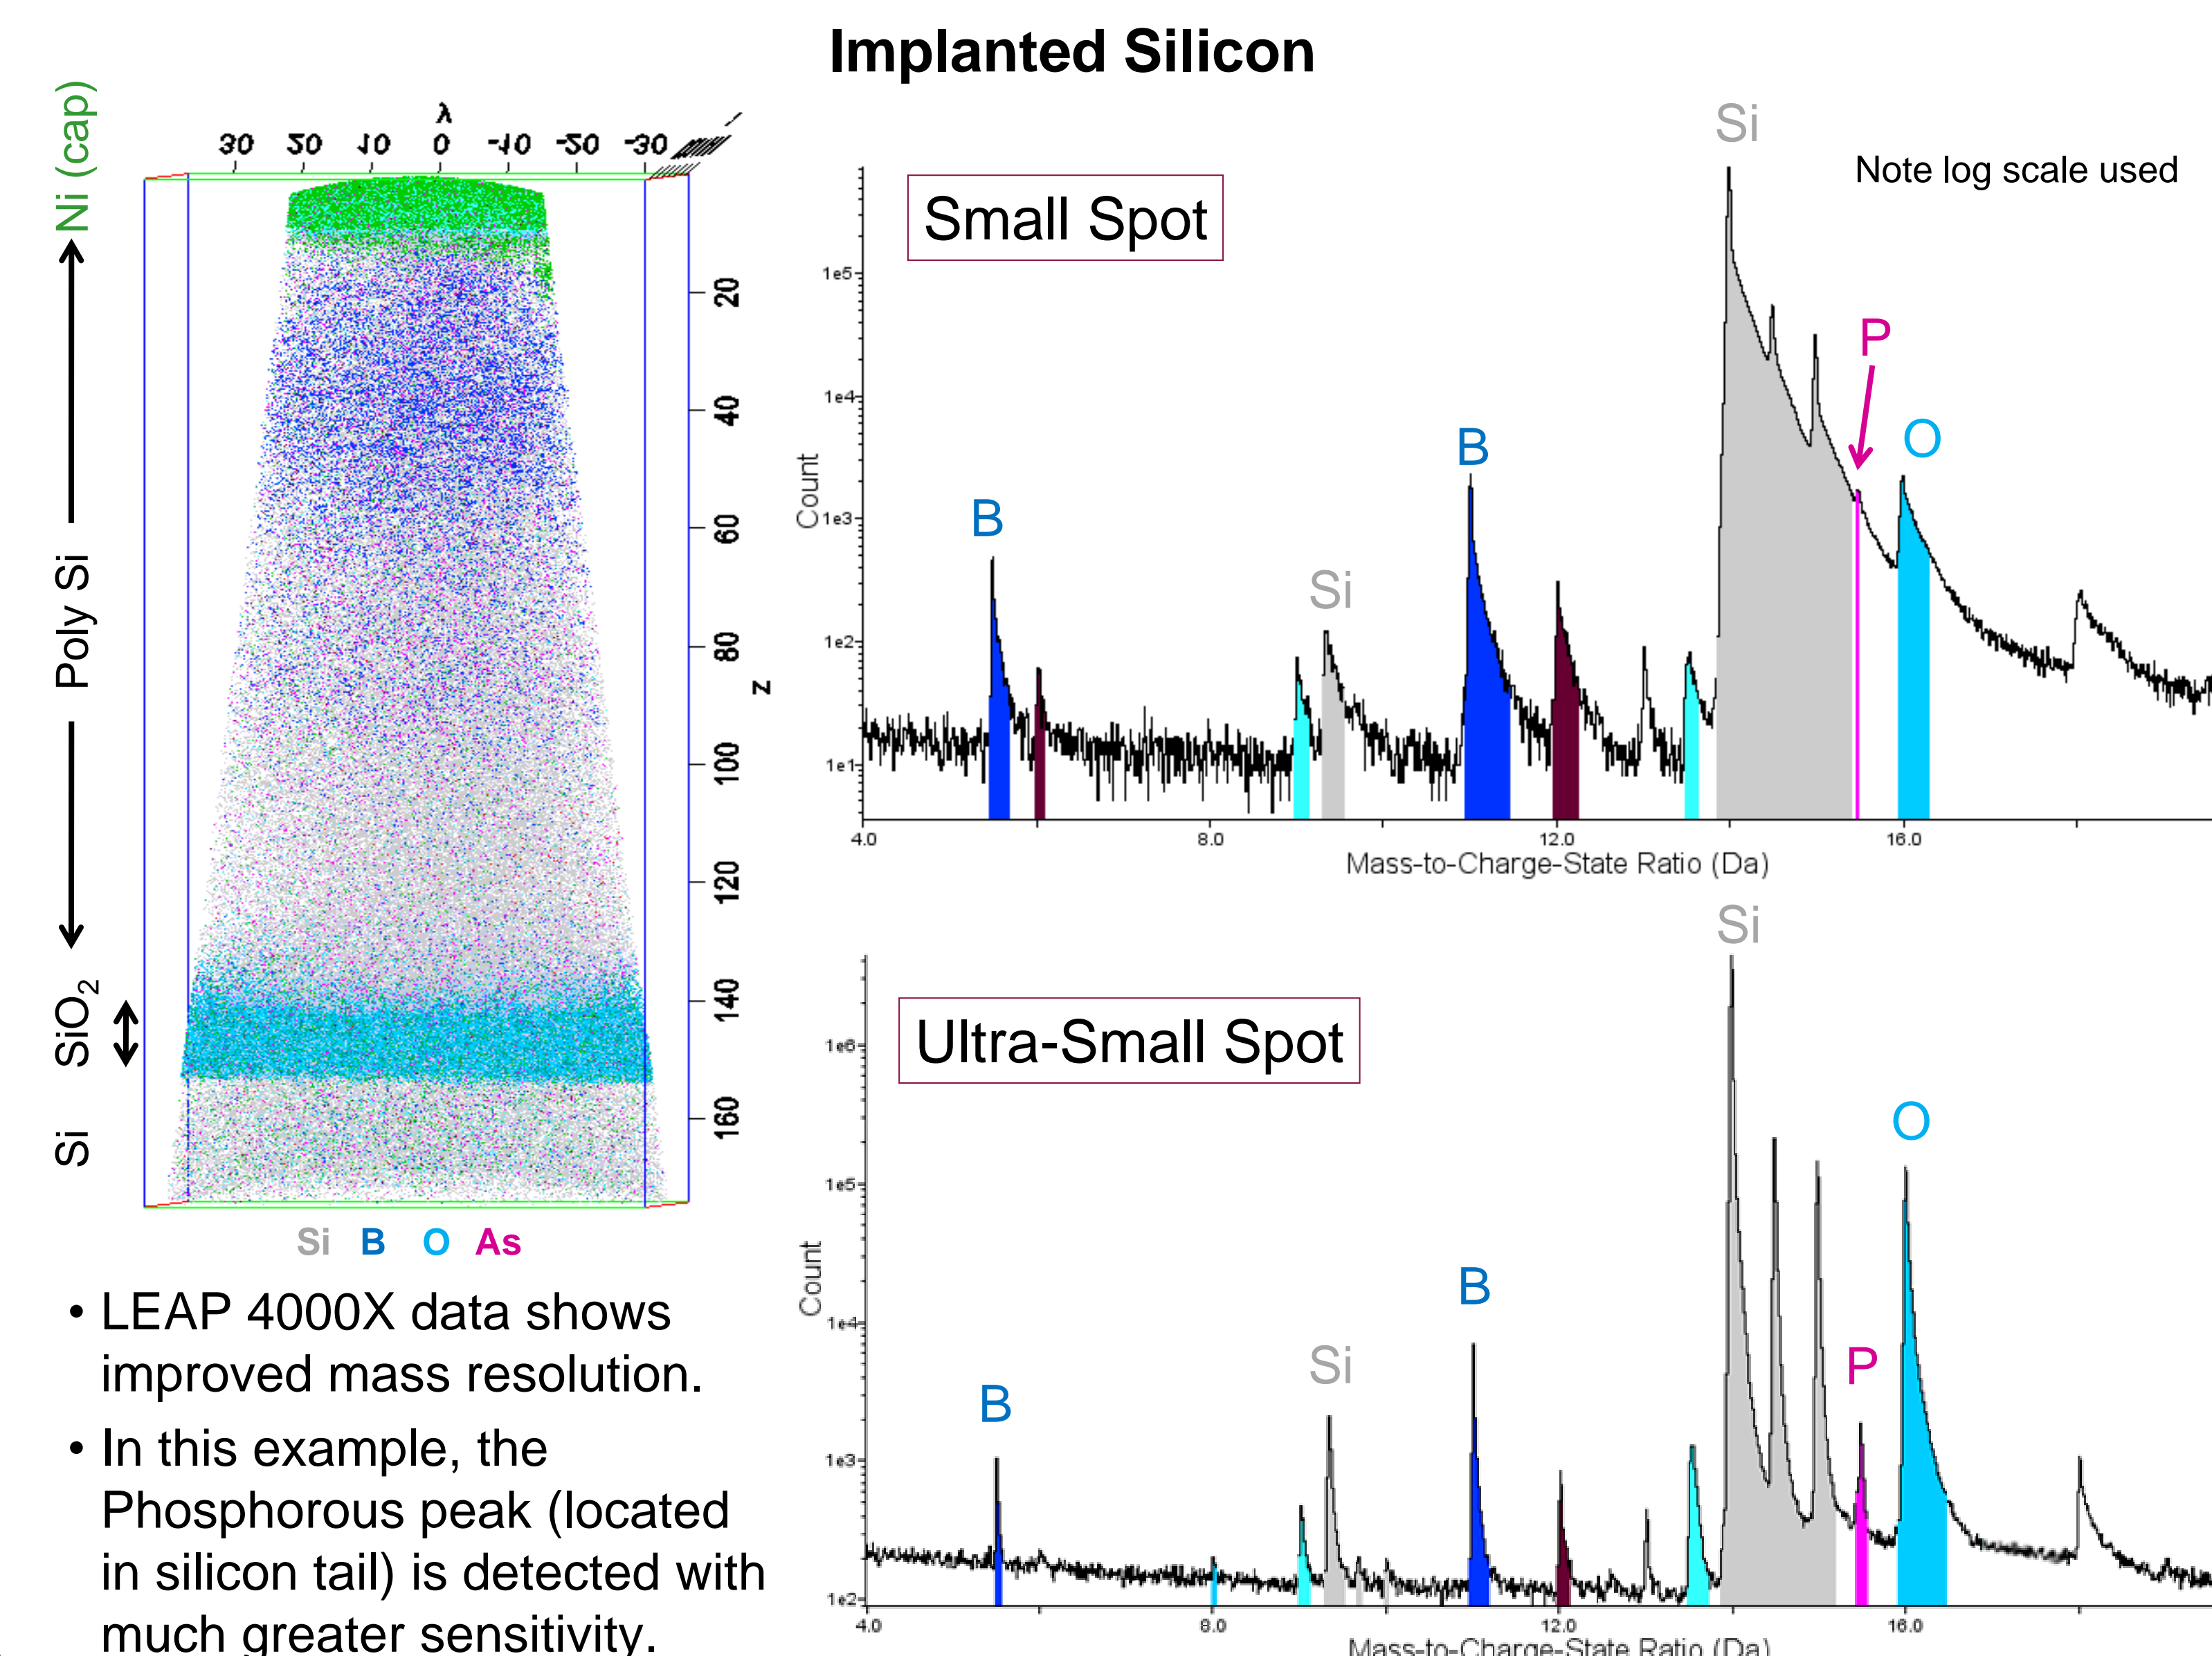 Implanted Silicon
Ni (cap)
Poly Si
SiO₂
Si
y
30 20 10 0 -10 -20 -30
20
40
60
80
100
120
140
160
z
Si B O As
• LEAP 4000X data shows
improved mass resolution.
• In this example, the
Phosphorous peak (located
in silicon tail) is detected with
much greater sensitivity.
Small Spot
Note log scale used
Si
P
O
B
B
Si
Count
1e5
1e4
1e3
1e2
1e1
4.0 8.0 12.0 16.0
Mass-to-Charge-State Ratio (Da)
Ultra-Small Spot
Si
O
B
P
Si
B
Count
1e6
1e5
1e4
1e3
1e2
4.0 8.0 12.0 16.0
Mass-to-Charge-State Ratio (Da)